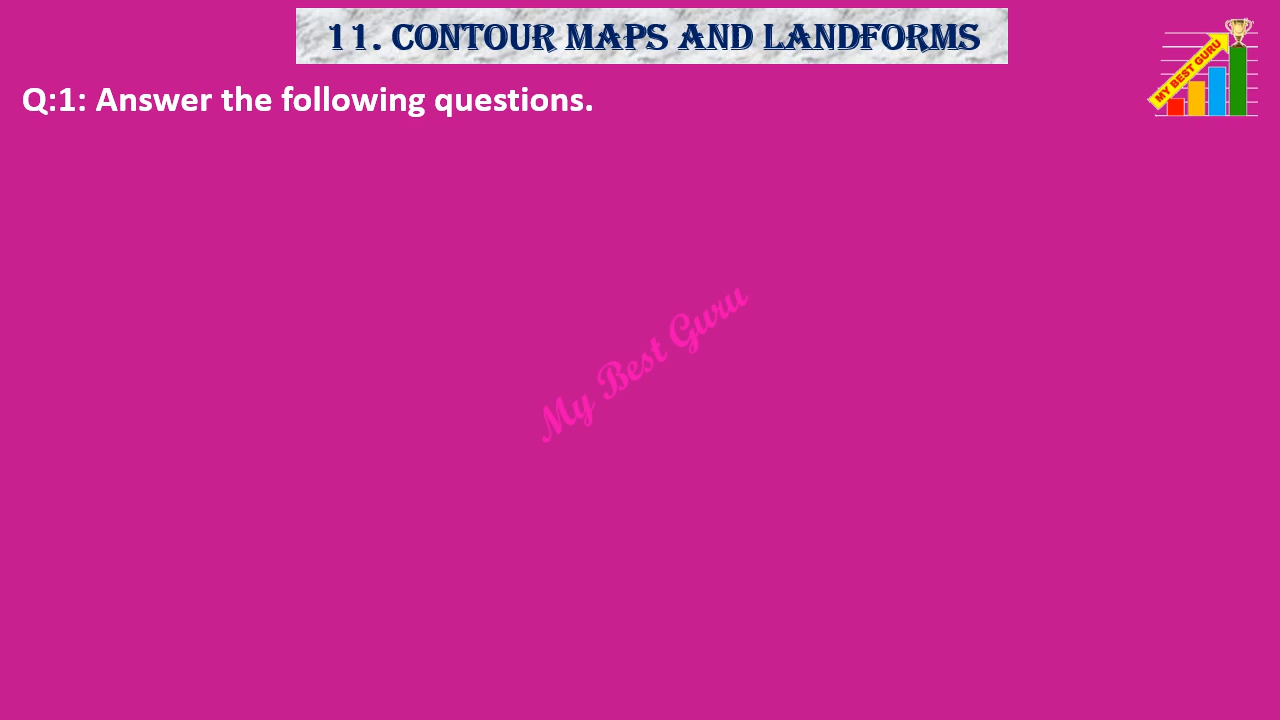 11. CONTOUR MAPS AND LANDFORMS
Q:1: Answer the following questions.
MY BEST GURU
My Best Guru